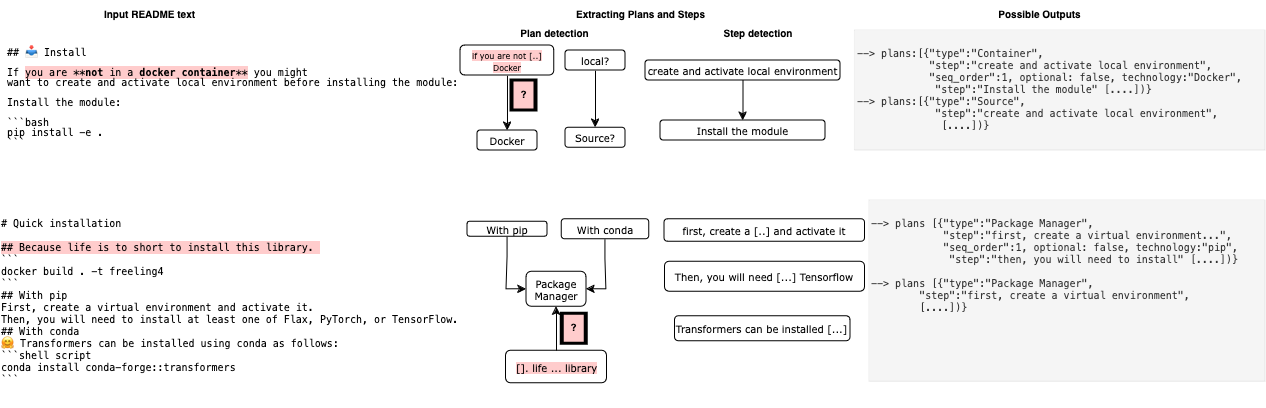 Input README text
Extracting Plans and Steps
Possible Outputs
Plan detection
Step detection
## 📥 Install
If you are **not in a docker container** you might
want to create and activate local environment before installing the module:
Install the module:
```bash
pip install -e .
```
if you are not [..]
Docker
?
Docker
local?
Source?
create and activate local environment
Install the module
——> plans:[{"type":"Container",
"step":"create and activate local environment",
"seq_order":1, optional: false, technology:"Docker",
"step":"Install the module" [....])}
——> plans:[{"type":"Source",
"step":"create and activate local environment",
[....])}
# Quick installation
## Because life is to short to install this library.
```
docker build . -t freeling4
```
## With pip
First, create a virtual environment and activate it.
Then, you will need to install at least one of Flax, PyTorch, or TensorFlow.
## With conda
🤗 Transformers can be installed using conda as follows:
```shell script
conda install conda-forge::transformers
```
With pip
With conda
Package
Manager
?
[]. life ... library
first, create a [..] and activate it
Then, you will need [...] Tensorflow
Transformers can be installed [...]
——> plans [{"type":"Package Manager",
"step":"first, create a virtual environment...",
"seq_order":1, optional: false, technology:"pip",
"step":"then, you will need to install" [....])}
——> plans [{"type":"Package Manager",
"step":"first, create a virtual environment",
[....])}